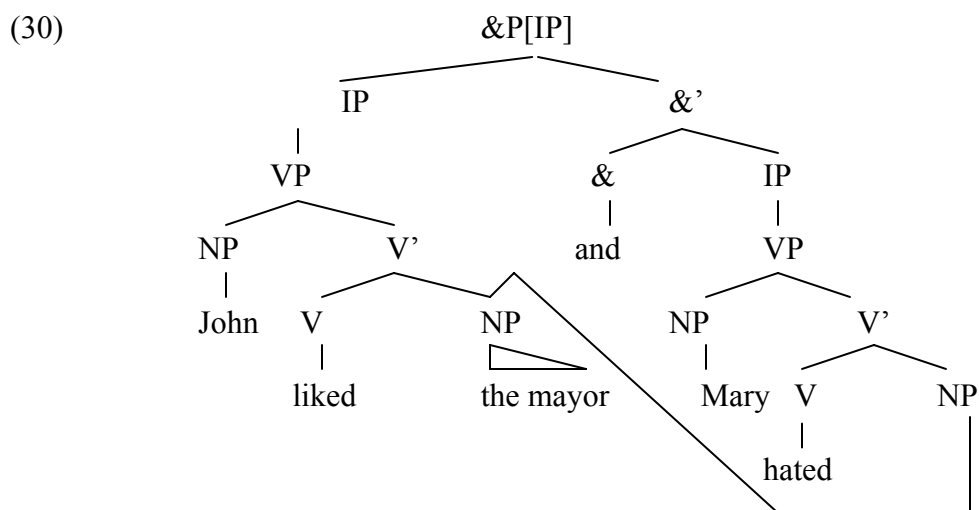 (30) &P[IP]
IP &’
VP & IP
NP V’ and VP
John V NP NP V’
liked the mayor Mary V NP
hated